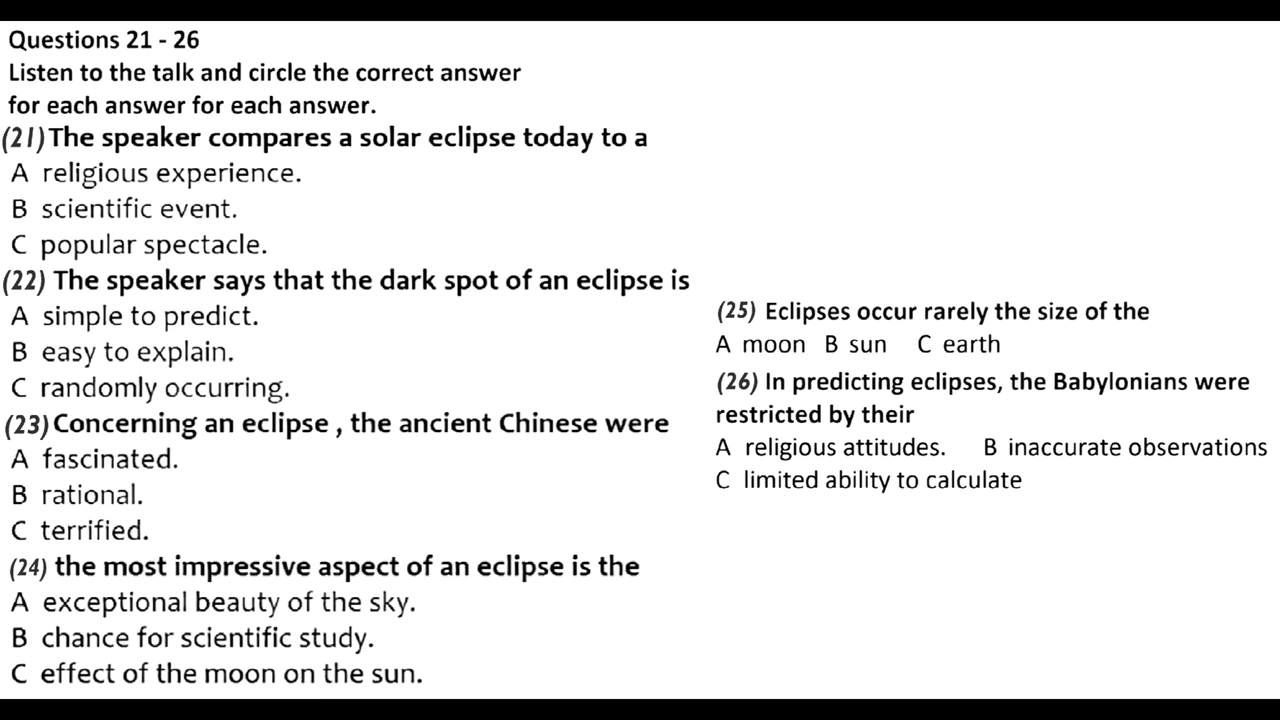 Questions 21 - 26
Listen to the talk and circle the correct answer
for each answer for each answer.
(21) The speaker compares a solar eclipse today to a
A religious experience.
B scientific event.
C popular spectacle.
(22) The speaker says that the dark spot of an eclipse is
A simple to predict.
B easy to explain.
C randomly occurring.
(23) Concerning an eclipse , the ancient Chinese were
A fascinated.
B rational.
C terrified.
(24) the most impressive aspect of an eclipse is the
A exceptional beauty of the sky.
B chance for scientific study.
C effect of the moon on the sun.
(25) Eclipses occur rarely the size of the
A moon B sun C earth
(26) In predicting eclipses, the Babylonians were
restricted by their
A religious attitudes. B inaccurate observations
C limited ability to calculate